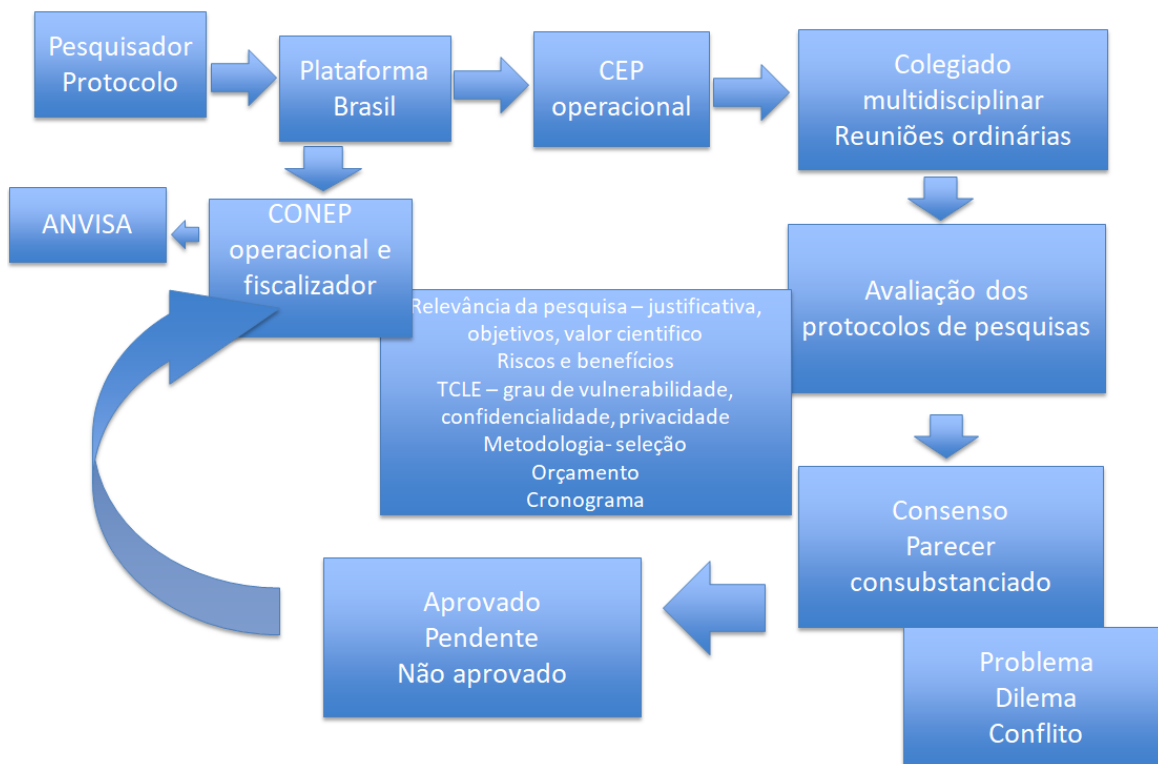 Pesquisador
Protocolo
Plataforma
Brasil
CEP
operacional
Colegiado
multidisciplinar
Reuniões ordinárias
ANVISA
CONEP
operacional e
fiscalizador
Relevância da pesquisa – justificativa,
objetivos, valor cientifico
Riscos e benefícios
TCLE – grau de vulnerabilidade,
confidencialidade, privacidade
Metodologia- seleção
Orçamento
Cronograma
Avaliação dos
protocolos de pesquisas
Consenso
Parecer
consubstanciado
Problema
Dilema
Conflito
Aprovado
Pendente
Não aprovado